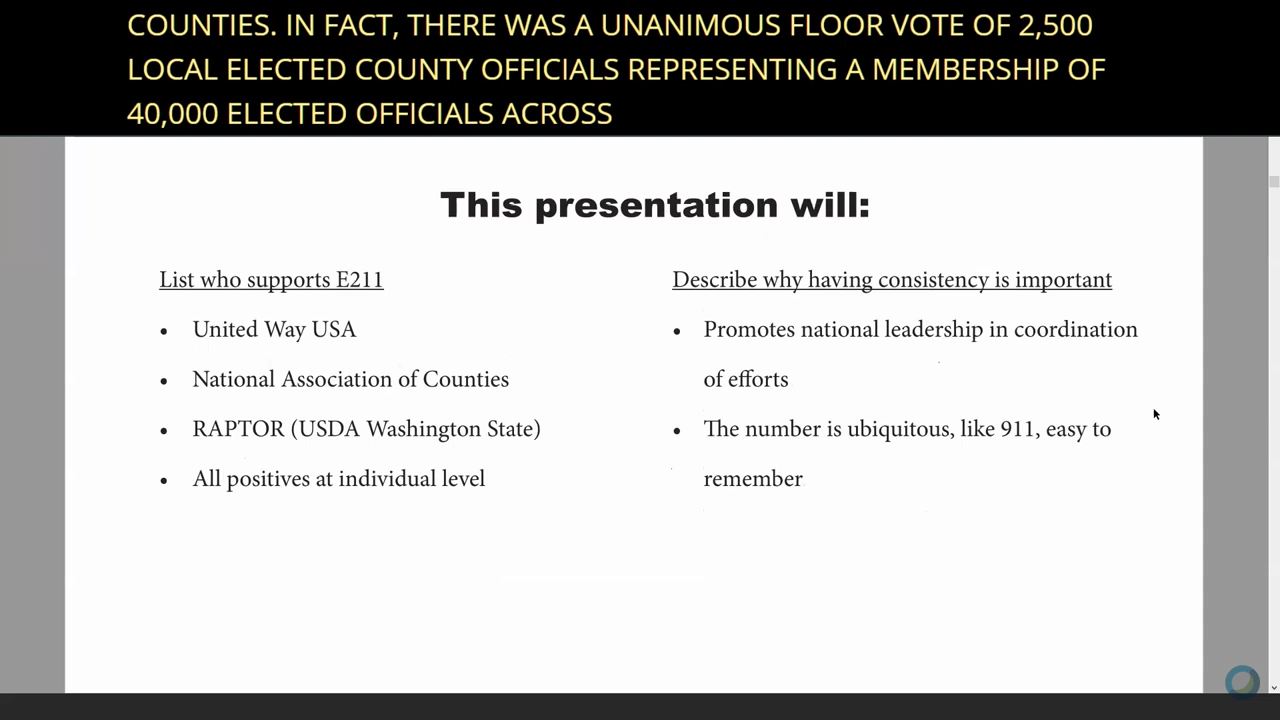 COUNTIES. IN FACT, THERE WAS A UNANIMOUS FLOOR VOTE OF 2,500
LOCAL ELECTED COUNTY OFFICIALS REPRESENTING A MEMBERSHIP OF
40,000 ELECTED OFFICIALS ACROSS
This presentation will:
List who supports E211
• United Way USA
• National Association of Counties
• RAPTOR (USDA Washington State)
• All positives at individual level
Describe why having consistency is important
• Promotes national leadership in coordination
of efforts
• The number is ubiquitous, like 911, easy to
remember